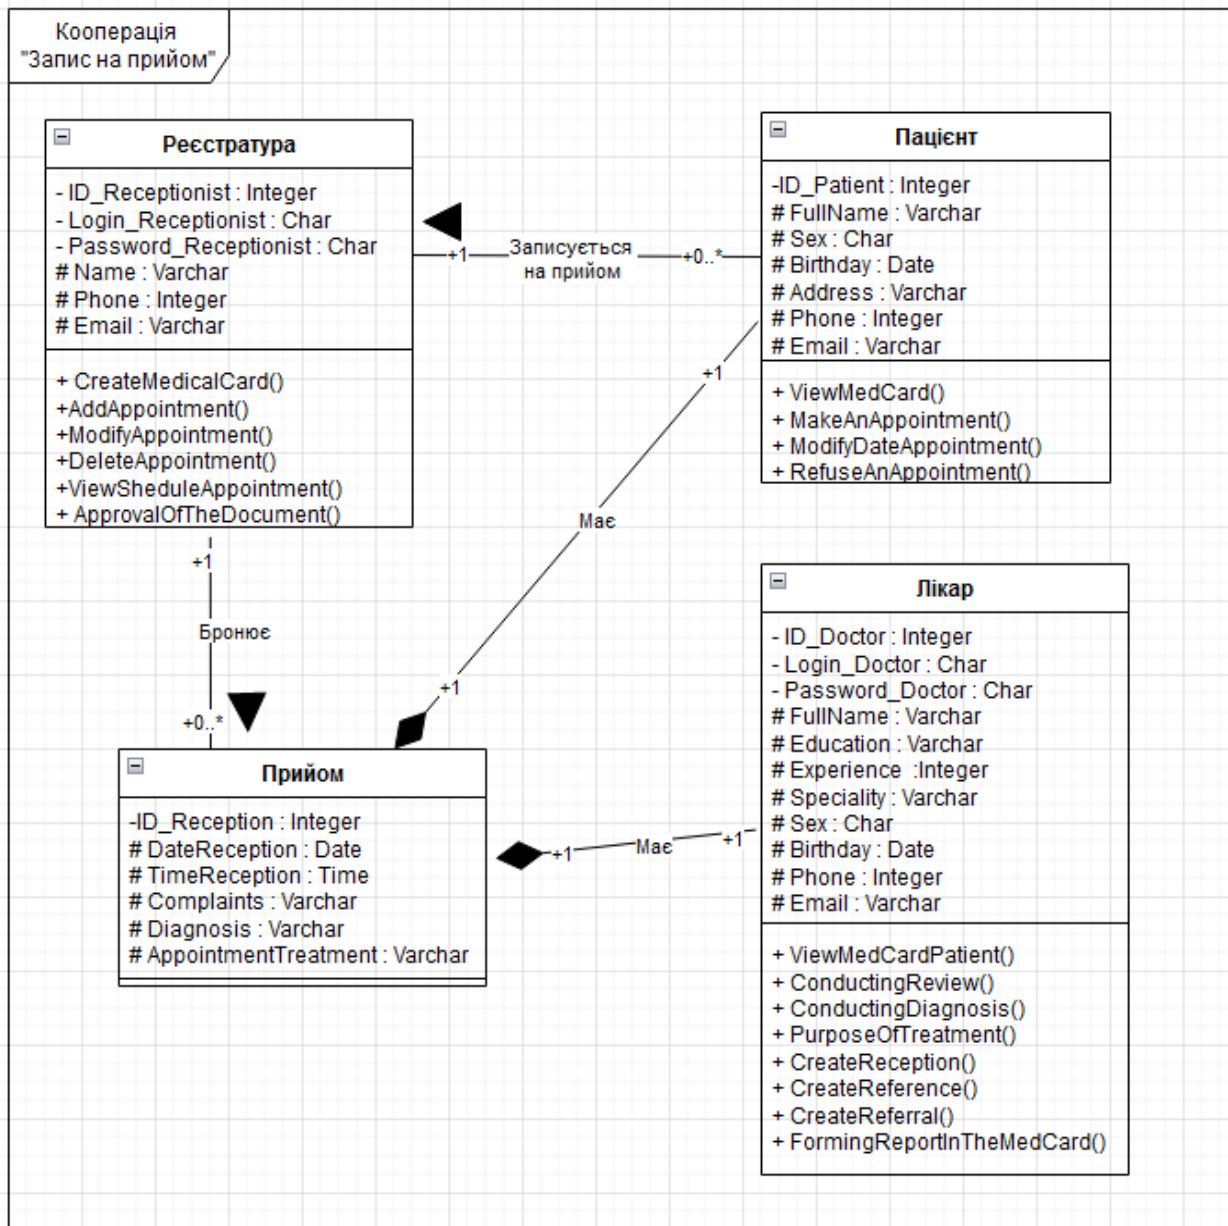 Кооперація
"Запис на прийом"
Реєстратура
- ID_Receptionist : Integer
- Login_Receptionist : Char
- Password_Receptionist : Char
# Name : Varchar
# Phone : Integer
# Email : Varchar
+ CreateMedicalCard()
+AddAppointment()
+ModifyAppointment()
+DeleteAppointment()
+ViewSheduleAppointment()
+ ApprovalOfTheDocument()
+1
Записується
на прийом
+0..*
Пацієнт
-ID_Patient : Integer
# FullName : Varchar
# Sex : Char
# Birthday : Date
# Address : Varchar
# Phone : Integer
# Email : Varchar
+ ViewMedCard()
+ MakeAnAppointment()
+ ModifyDateAppointment()
+ RefuseAnAppointment()
+1
Має
+1
+1
Бронює
+0..*
Прийом
-ID_Reception : Integer
# DateReception : Date
# TimeReception : Time
# Complaints : Varchar
# Diagnosis : Varchar
# AppointmentTreatment : Varchar
+1
Має
+1
Лікар
- ID_Doctor : Integer
- Login_Doctor : Char
- Password_Doctor : Char
# FullName : Varchar
# Education : Varchar
# Experience :Integer
# Speciality : Varchar
# Sex : Char
# Birthday : Date
# Phone : Integer
# Email : Varchar
+ ViewMedCardPatient()
+ ConductingReview()
+ ConductingDiagnosis()
+ PurposeOfTreatment()
+ CreateReception()
+ CreateReference()
+ CreateReferral()
+ FormingReportInTheMedCard()